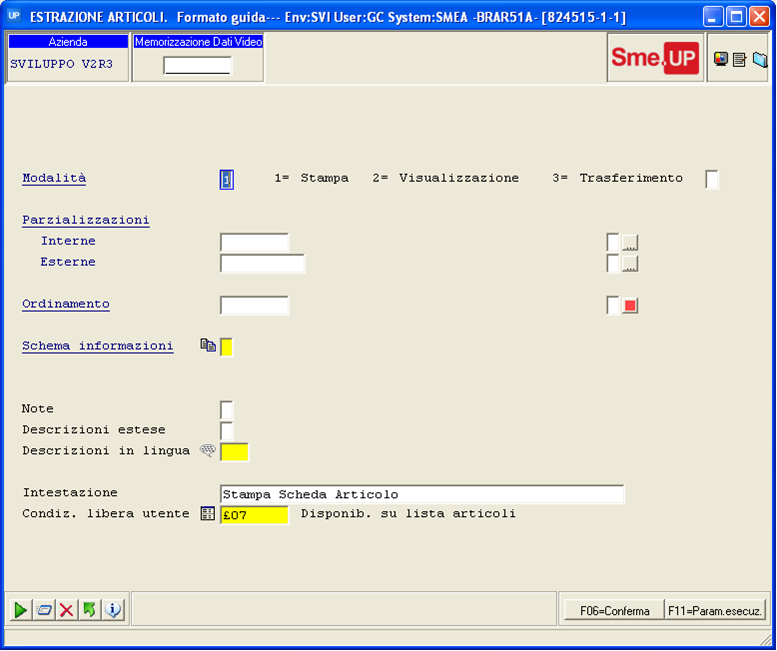 UP ESTRAZIONE ARTICOLI. Formato guida--- Env:SVI User:GC System:SMEA -BRAR51A- [824515-1-1]
Azienda
Memorizzazione Dati Video
SVILUPPO V2R3
Sme.UP
Modalità 1 1= Stampa 2= Visualizzazione 3= Trasferimento
Parzializzazioni
Interne ...
Esterne ...
Ordinamento
Schema informazioni
Note
Descrizioni estese
Descrizioni in lingua
Intestazione Stampa Scheda Articolo
Condiz. libera utente £07 Disponib. su lista articoli
F06=Conferma F11=Param.esecuz.